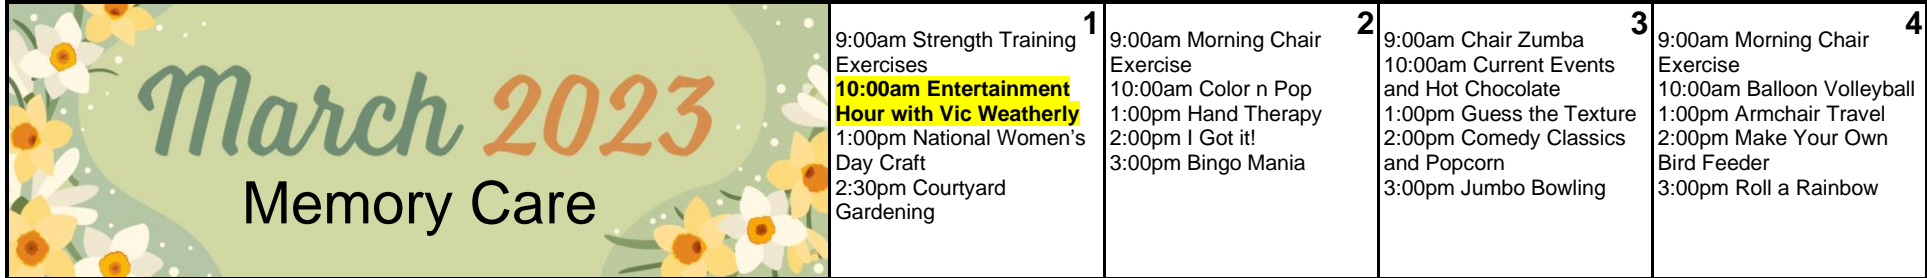 March 2023
Memory Care
1
9:00am Strength Training
Exercises
10:00am Entertainment
Hour with Vic Weatherly
1:00pm National Women’s
Day Craft
2:30pm Courtyard
Gardening
2
9:00am Morning Chair
Exercise
10:00am Color n Pop
1:00pm Hand Therapy
2:00pm I Got it!
3:00pm Bingo Mania
3
9:00am Chair Zumba
10:00am Current Events
and Hot Chocolate
1:00pm Guess the Texture
2:00pm Comedy Classics
and Popcorn
3:00pm Jumbo Bowling
4
9:00am Morning Chair
Exercise
10:00am Balloon Volleyball
1:00pm Armchair Travel
2:00pm Make Your Own
Bird Feeder
3:00pm Roll a Rainbow